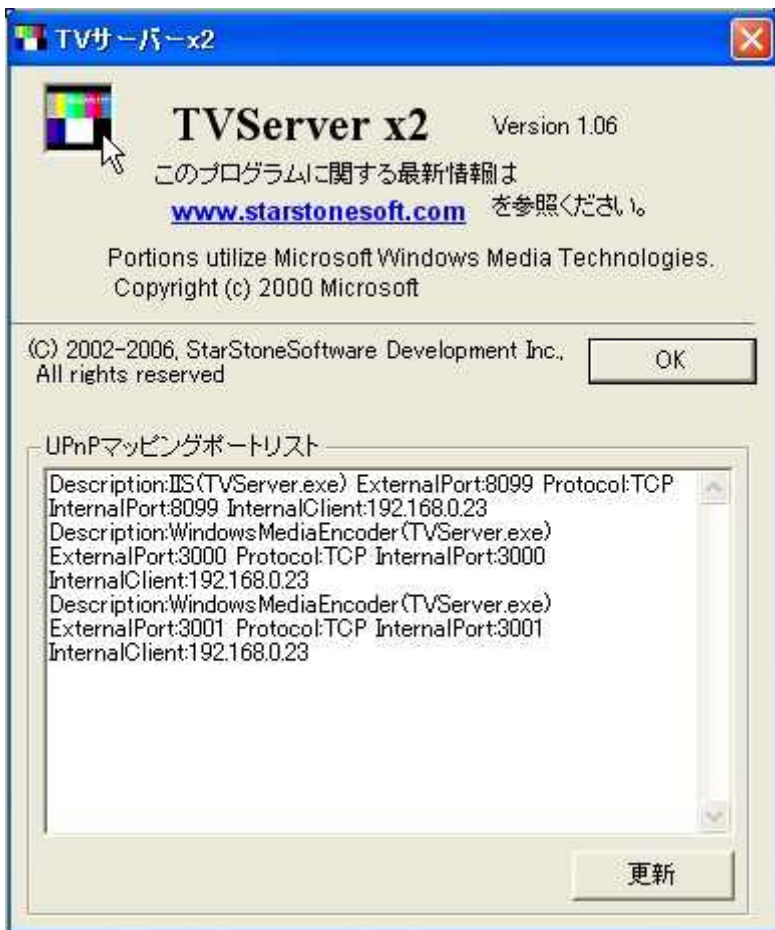 TVサーバーx2
TVServer x2 Version 1.06
このプログラムに関する最新情報は
www.starstonesoft.com を参照ください。
Portions utilize Microsoft Windows Media Technologies.
Copyright (c) 2000 Microsoft
(C) 2002-2006, StarStoneSoftware Development Inc.,
All rights reserved
OK
UPnPマッピングポートリスト
Description:IIS(TVServer.exe) ExternalPort:8099 Protocol:TCP
InternalPort:8099 InternalClient:192.168.0.23
Description:WindowsMediaEncoder(TVServer.exe)
ExternalPort:3000 Protocol:TCP InternalPort:3000
InternalClient:192.168.0.23
Description:WindowsMediaEncoder(TVServer.exe)
ExternalPort:3001 Protocol:TCP InternalPort:3001
InternalClient:192.168.0.23
更新